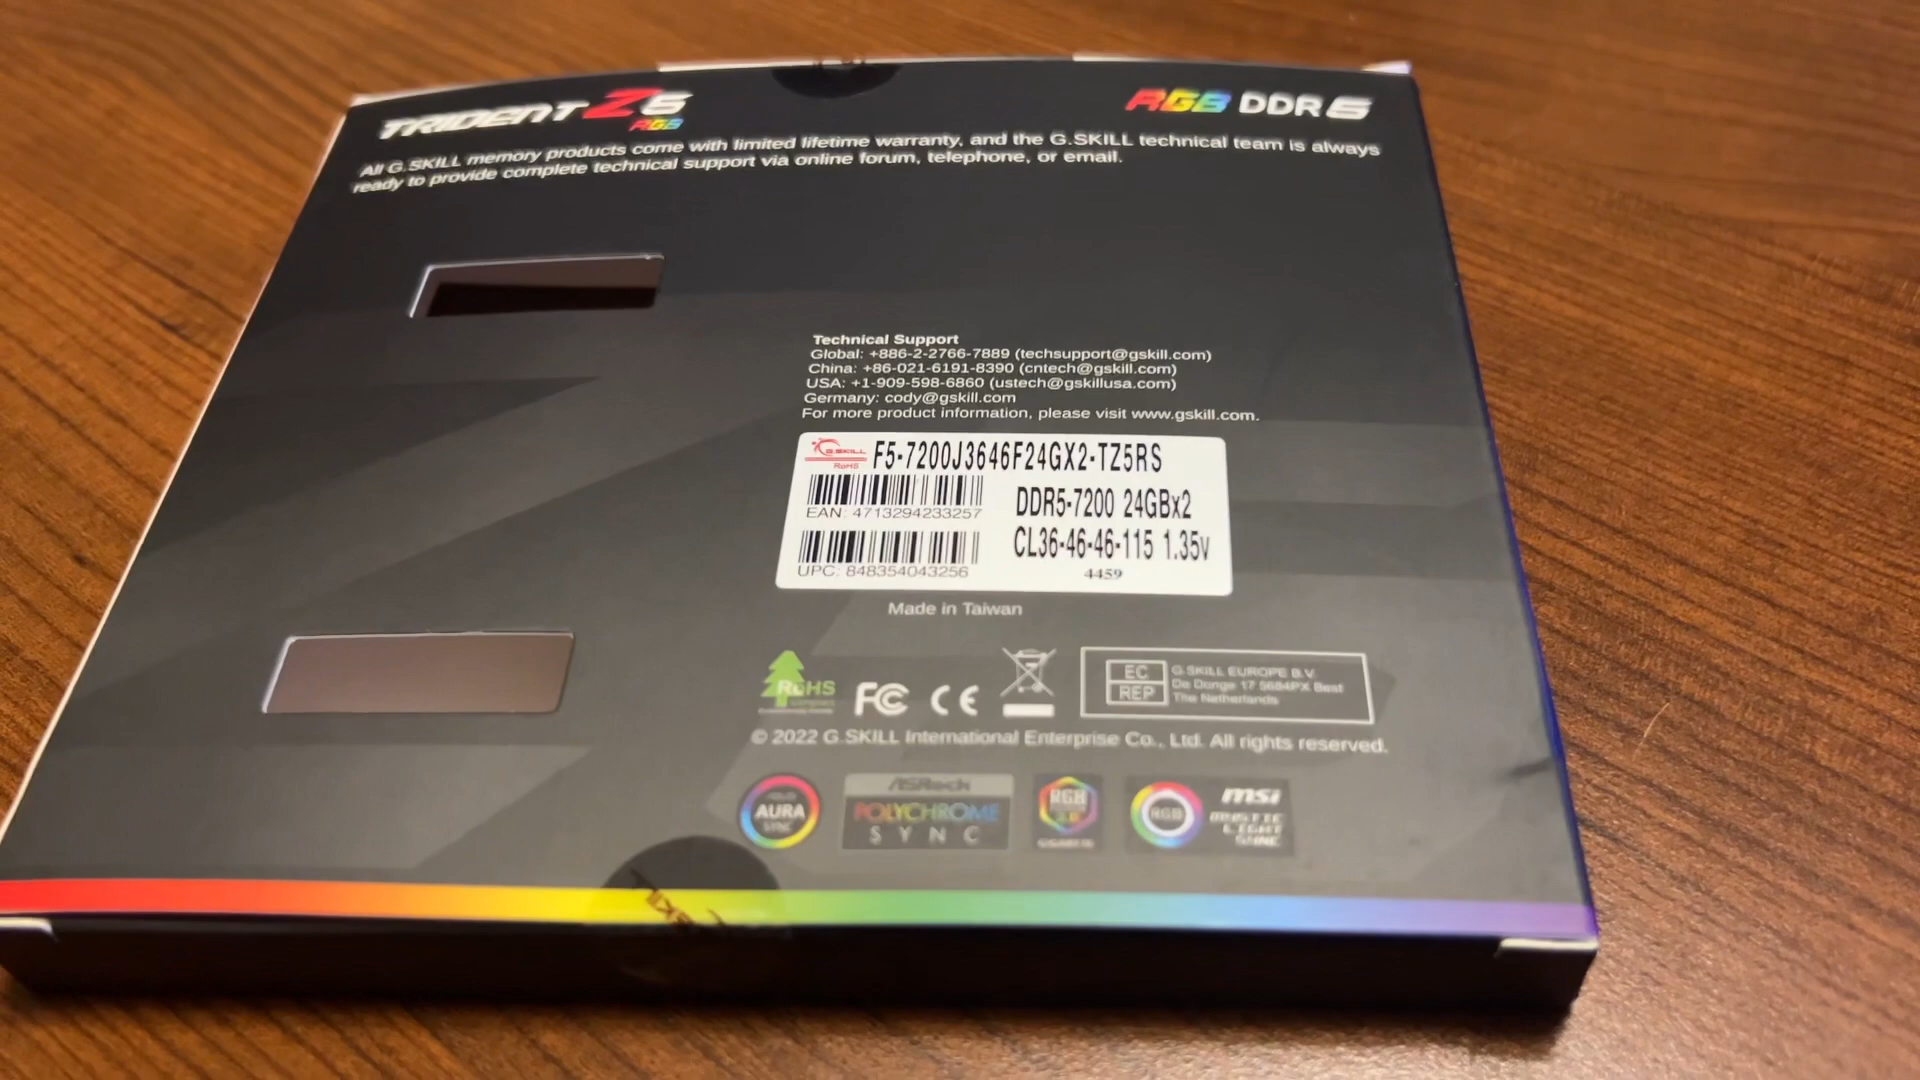 TRIDENT Z5 RGB
RGB DDR5
All G.SKILL memory products come with limited lifetime warranty, and the G.SKILL technical team is always
ready to provide complete technical support via online forum, telephone, or email.
Technical Support
Global: +886-2-2766-7889 (techsupport@gskill.com)
China: +86-021-6191-8390 (cntech@gskill.com)
USA: +1-909-598-6860 (ustech@gskillusa.com)
Germany: cody@gskill.com
For more product information, please visit www.gskill.com.
G.SKILL
RoHS
F5-7200J3646F24GX2-TZ5RS
EAN: 4713294233257
DDR5-7200 24GBx2
UPC: 848354043256
CL36-46-46-115 1.35v
4459
Made in Taiwan
RoHS
compliant
FC CE
EC REP
G.SKILL EUROPE B.V.
De Donge 17 5684PX Best
The Netherlands
© 2022 G.SKILL International Enterprise Co., Ltd. All rights reserved.
AURA
SYNC
ASRock
POLYCHROME
SYNC
RGB
RGB
msi
MYSTIC
LIGHT
SYNC